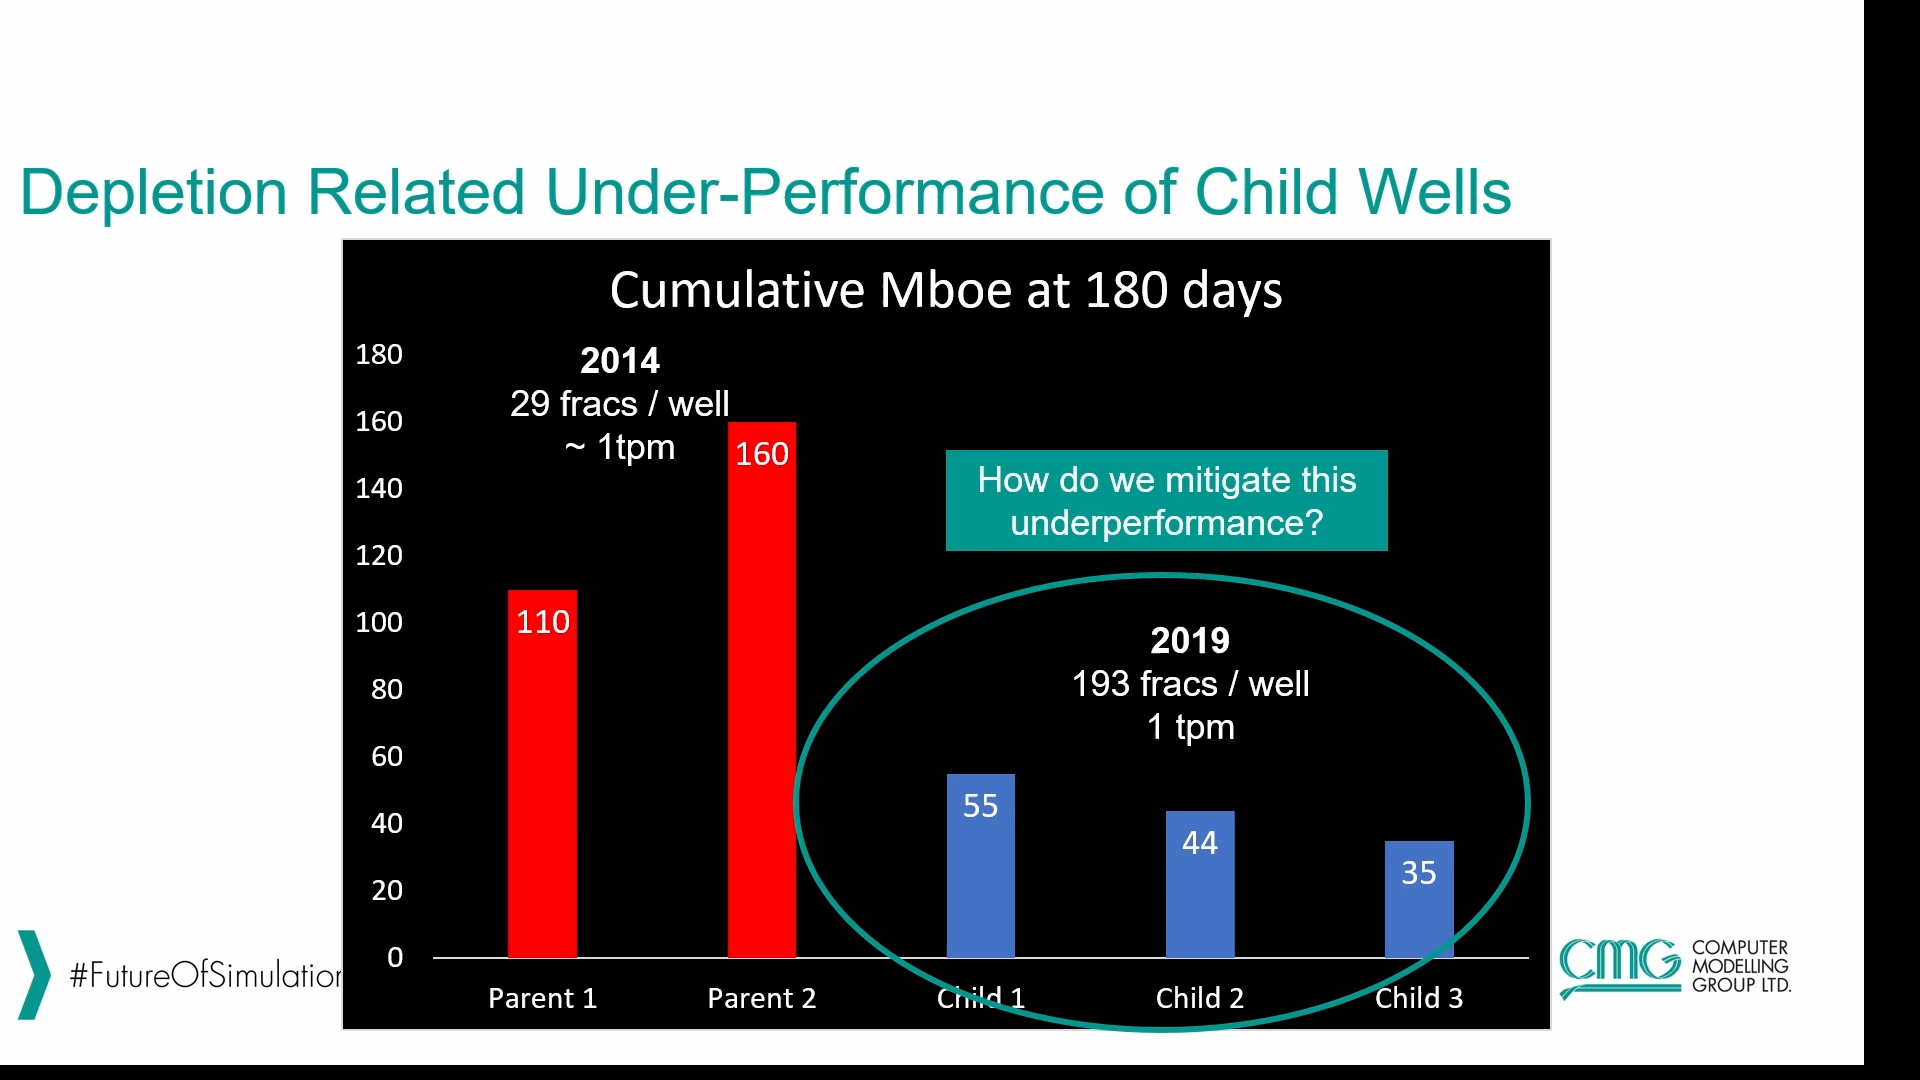 Depletion Related Under-Performance of Child Wells
Cumulative Mboe at 180 days
180
160
140
120
100
80
60
40
20
0
2014
29 fracs / well
~ 1tpm
110
160
How do we mitigate this
underperformance?
2019
193 fracs / well
1 tpm
55
44
35
Parent 1
Parent 2
Child 1
Child 2
Child 3
#FutureOfSimulation
CMG
COMPUTER
MODELLING
GROUP LTD.